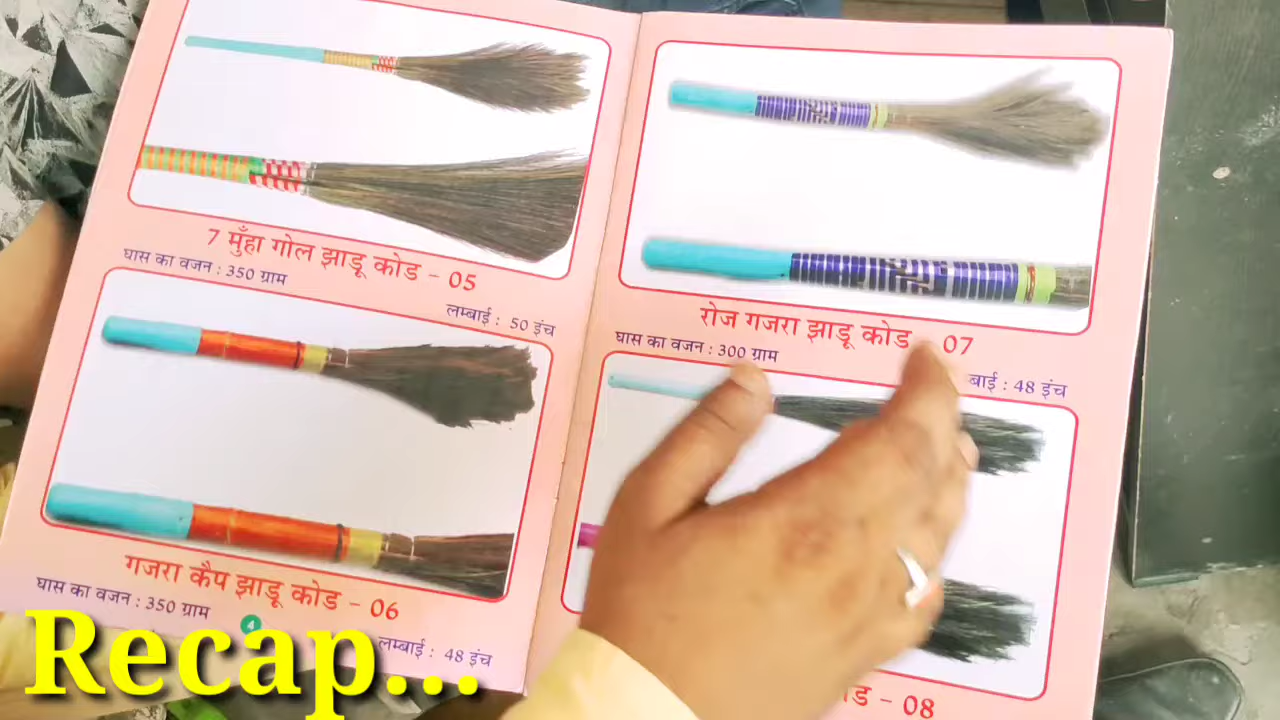 7 मुँहा गोल झाडू कोड - 05
घास का वजन : 350 ग्राम
लम्बाई : 50 इंच
गजरा कैप झाडू कोड - 06
घास का वजन : 350 ग्राम
4
लम्बाई : 48 इंच
रोज गजरा झाडू कोड - 07
घास का वजन : 300 ग्राम
: 48 इंच
- 08
Recap...